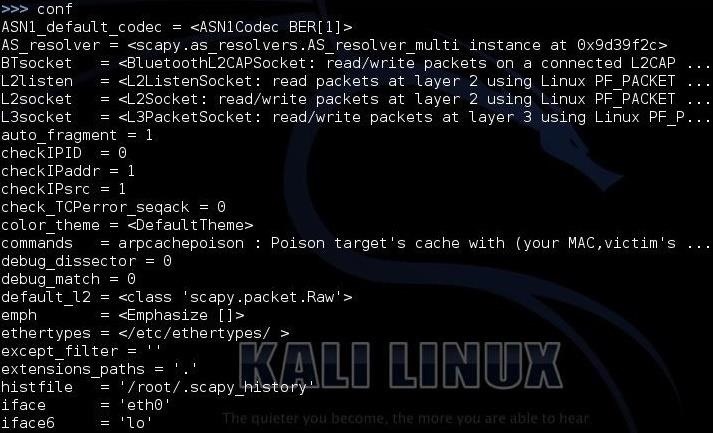 >>> conf
ASN1_default_codec = <ASN1Codec BER[1]>
AS_resolver = <scapy.as_resolvers.AS_resolver_multi instance at 0x9d39f2c>
BTsocket   = <BluetoothL2CAPSocket: read/write packets on a connected L2CAP ...
L2listen   = <L2ListenSocket: read packets at layer 2 using Linux PF_PACKET ...
L2socket   = <L2Socket: read/write packets at layer 2 using Linux PF_PACKET ...
L3socket   = <L3PacketSocket: read/write packets at layer 3 using Linux PF_P...
auto_fragment = 1
checkIPID  = 0
checkIPaddr = 1
checkIPsrc = 1
check_TCPerror_seqack = 0
color_theme = <DefaultTheme>
commands   = arpcachepoison : Poison target's cache with (your MAC,victim's ...
debug_dissector = 0
debug_match = 0
default_l2 = <class 'scapy.packet.Raw'>
emph       = <Emphasize []>
ethertypes = </etc/ethertypes/ >
except_filter = ''
extensions_paths = '.'
histfile   = '/root/.scapy_history'
iface      = 'eth0'
iface6     = 'lo'
KALI LINUX
The quieter you become, the more you are able to hear